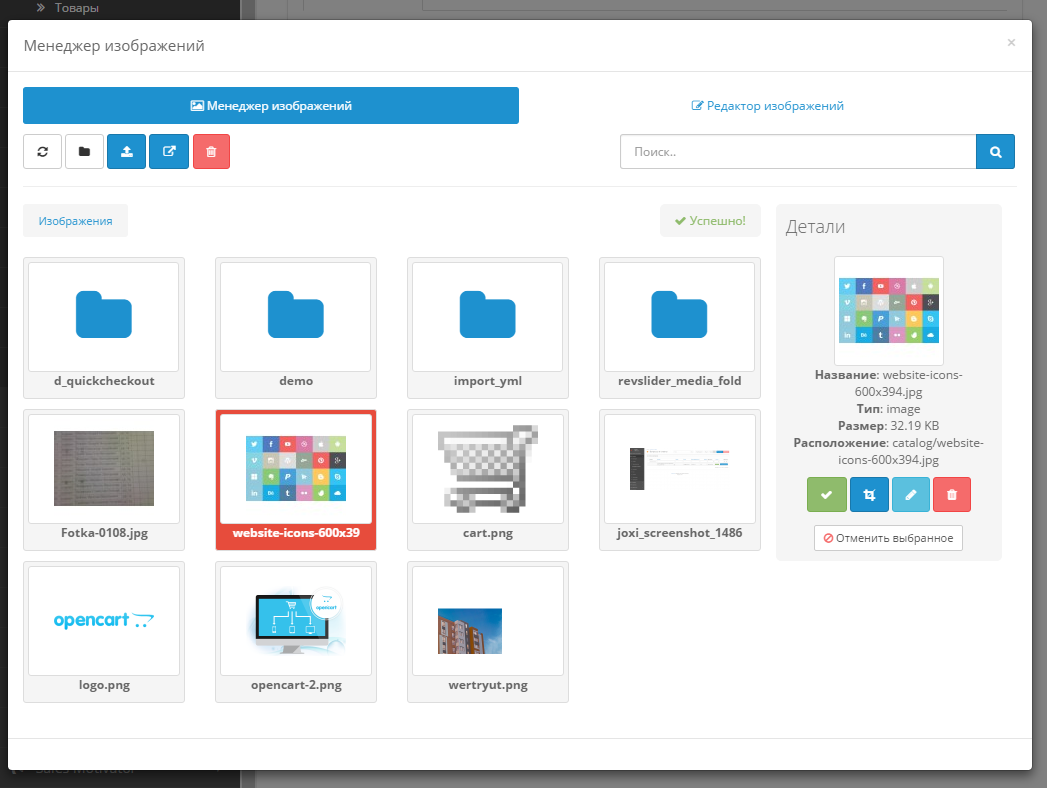 Товары
Менеджер изображений
×
Менеджер изображений
Редактор изображений
Поиск..
Изображения
Успешно!
Детали
d_quickcheckout
demo
import_yml
revslider_media_fold
Название: website-icons-
600x394.jpg
Тип: image
Размер: 32.19 KB
Расположение: catalog/website-
icons-600x394.jpg
Отменить выбранное
Fotka-0108.jpg
website-icons-600x39
cart.png
joxi_screenshot_1486
opencart
opencart
logo.png
opencart-2.png
wertryut.png
Sales Motivator